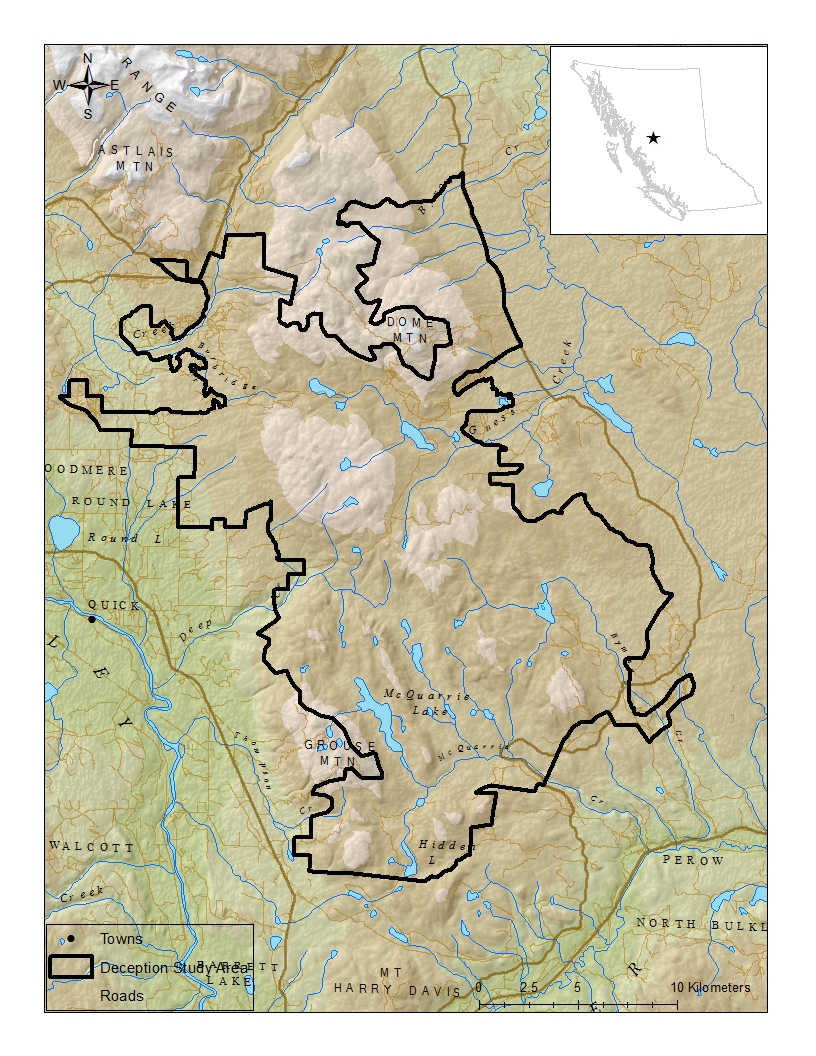 N
W E
S
RANGE
ASTLAIS
MTN
Cr
DOME
MTN
Creek
Burbridge
Creek
Guess
OODMERE
ROUND LAKE
Round L
QUICK
Deep
L E Y
McQuarrie
Lake
Thompson
GROUSE
MTN
McQuarrie
Cr
Cr
Cr
Hidden
L
WALCOTT
PEROW
Creek
NORTH BULKL
Towns
Deception Study Area
Roads
BARRETT
LAKE
MT
HARRY DAVIS
E R
0 2.5 5 10 Kilometers